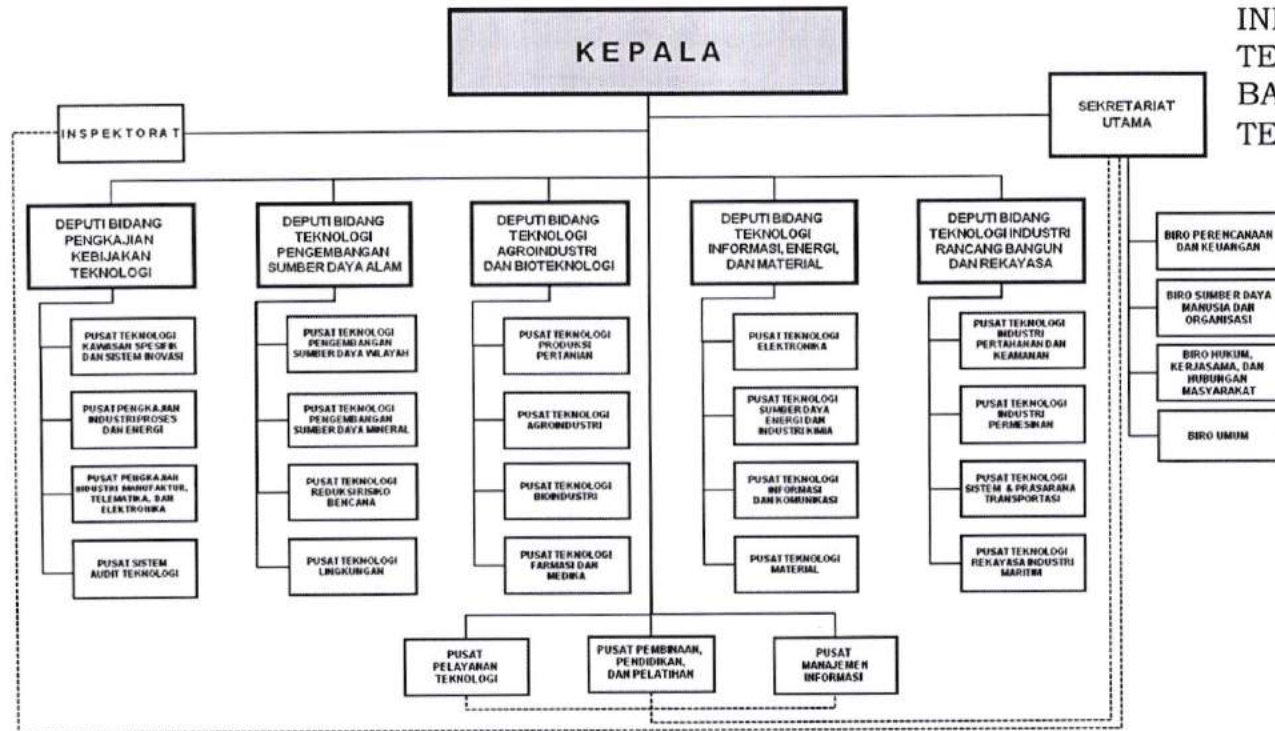 KEPALA
INSPEKTORAT
SEKRETARIAT
UTAMA
DEPUTI BIDANG
PENGKAJIAN
KEBIJAKAN
TEKNOLOGI
DEPUTI BIDANG
TEKNOLOGI
PENGEMBANGAN
SUMBER DAYA ALAM
DEPUTI BIDANG
TEKNOLOGI
AGROINDUSTRI
DAN BIOTEKNOLOGI
DEPUTI BIDANG
TEKNOLOGI
INFORMASI, ENERGI,
DAN MATERIAL
DEPUTI BIDANG
TEKNOLOGI INDUSTRI
RANCANG BANGUN
DAN REKAYASA
PUSAT TEKNOLOGI
KAWASAN SPESIFIK
DAN SISTEM INOVASI
PUSAT PENGKAJIAN
INDUSTRI PROSES
DAN ENERGI
PUSAT PENGKAJIAN
INDUSTRI MANUFAKTUR,
TELEMATIKA, DAN
ELEKTRONIKA
PUSAT SISTEM
AUDIT TEKNOLOGI
PUSAT TEKNOLOGI
PENGEMBANGAN
SUMBER DAYA WILAYAH
PUSAT TEKNOLOGI
PENGEMBANGAN
SUMBER DAYA MINERAL
PUSAT TEKNOLOGI
REDUKSI RISIKO
BENCANA
PUSAT TEKNOLOGI
LINGKUNGAN
PUSAT TEKNOLOGI
PRODUKSI
PERTANIAN
PUSAT TEKNOLOGI
AGROINDUSTRI
PUSAT TEKNOLOGI
BIOINDUSTRI
PUSAT TEKNOLOGI
FARMASI DAN
MEDIKA
PUSAT TEKNOLOGI
ELEKTRONIKA
PUSAT TEKNOLOGI
SUMBER DAYA
ENERGI DAN
INDUSTRI KIMIA
PUSAT TEKNOLOGI
INFORMASI
DAN KOMUNIKASI
PUSAT TEKNOLOGI
MATERIAL
PUSAT TEKNOLOGI
INDUSTRI
PERTAHANAN DAN
KEAMANAN
PUSAT TEKNOLOGI
INDUSTRI
PERMESINAN
PUSAT TEKNOLOGI
SISTEM & PRASARANA
TRANSPORTASI
PUSAT TEKNOLOGI
REKAYASA INDUSTRI
MARITIM
BIRO PERENCANAAN
DAN KEUANGAN
BIRO SUMBER DAYA
MANUSIA DAN
ORGANISASI
BIRO HUKUM,
KERJASAMA, DAN
HUBUNGAN
MASYARAKAT
BIRO UMUM
PUSAT
PELAYANAN
TEKNOLOGI
PUSAT PEMBINAAN,
PENDIDIKAN,
DAN PELATIHAN
PUSAT
MANAJEMEN
INFORMASI
TE
BA
TE